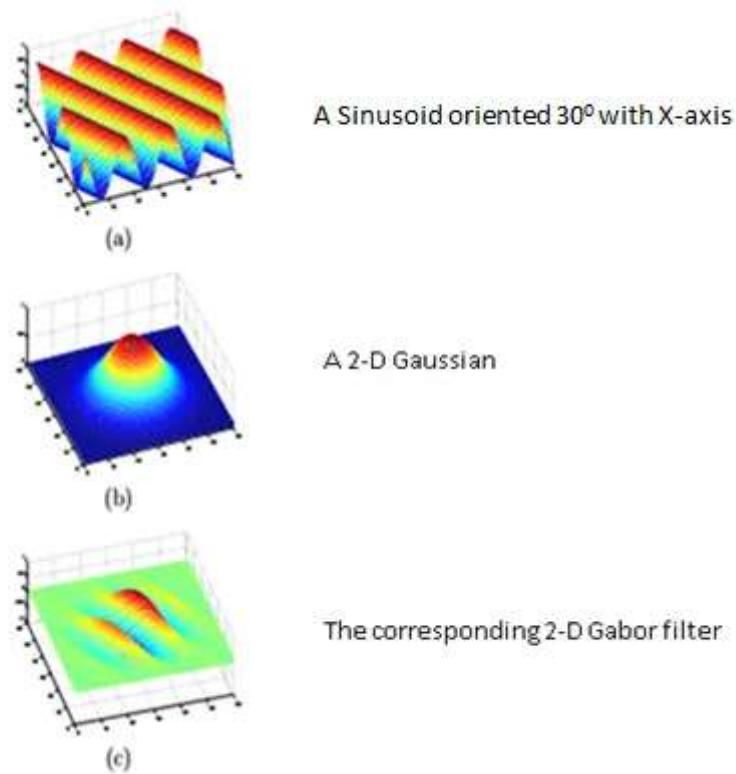 A Sinusoid oriented 30⁰ with X-axis
(a)
A 2-D Gaussian
(b)
The corresponding 2-D Gabor filter
(c)